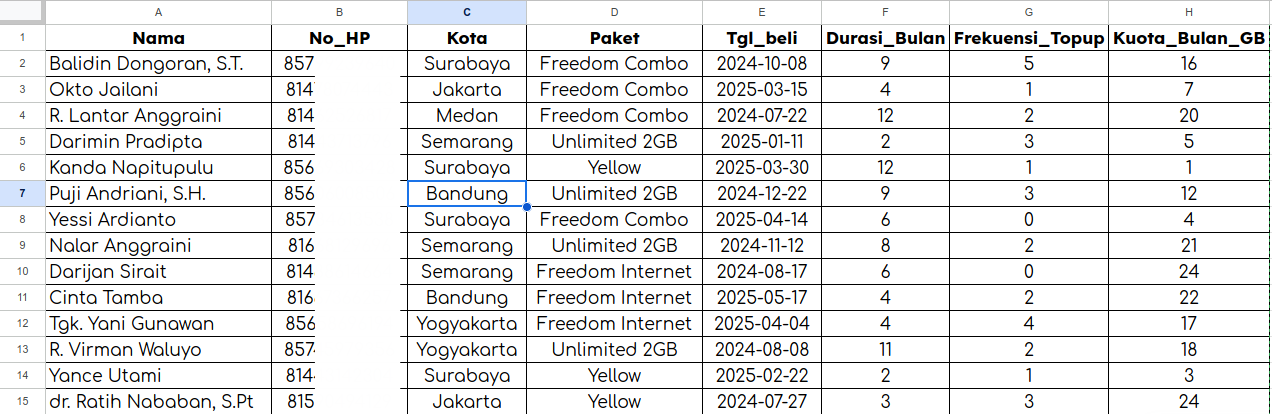 A B C D E F G H
1 Nama No_HP Kota Paket Tgl_beli Durasi_Bulan Frekuensi_Topup Kuota_Bulan_GB
2 Balidin Dongoran, S.T. 857 Surabaya Freedom Combo 2024-10-08 9 5 16
3 Okto Jailani 814 Jakarta Freedom Combo 2025-03-15 4 1 7
4 R. Lantar Anggraini 814 Medan Freedom Combo 2024-07-22 12 2 20
5 Darimin Pradipta 814 Semarang Unlimited 2GB 2025-01-11 2 3 5
6 Kanda Napitupulu 856 Surabaya Yellow 2025-03-30 12 1 1
7 Puji Andriani, S.H. 856 Bandung Unlimited 2GB 2024-12-22 9 3 12
8 Yessi Ardianto 857 Surabaya Freedom Combo 2025-04-14 6 0 4
9 Nalar Anggraini 816 Semarang Unlimited 2GB 2024-11-12 8 2 21
10 Darijan Sirait 814 Semarang Freedom Internet 2024-08-17 6 0 24
11 Cinta Tamba 816 Bandung Freedom Internet 2025-05-17 4 2 22
12 Tgk. Yani Gunawan 856 Yogyakarta Freedom Internet 2025-04-04 4 4 17
13 R. Virman Waluyo 857 Yogyakarta Unlimited 2GB 2024-08-08 11 2 18
14 Yance Utami 814 Surabaya Yellow 2025-02-22 2 1 3
15 dr. Ratih Nababan, S.Pt 815 Jakarta Yellow 2024-07-27 3 3 24